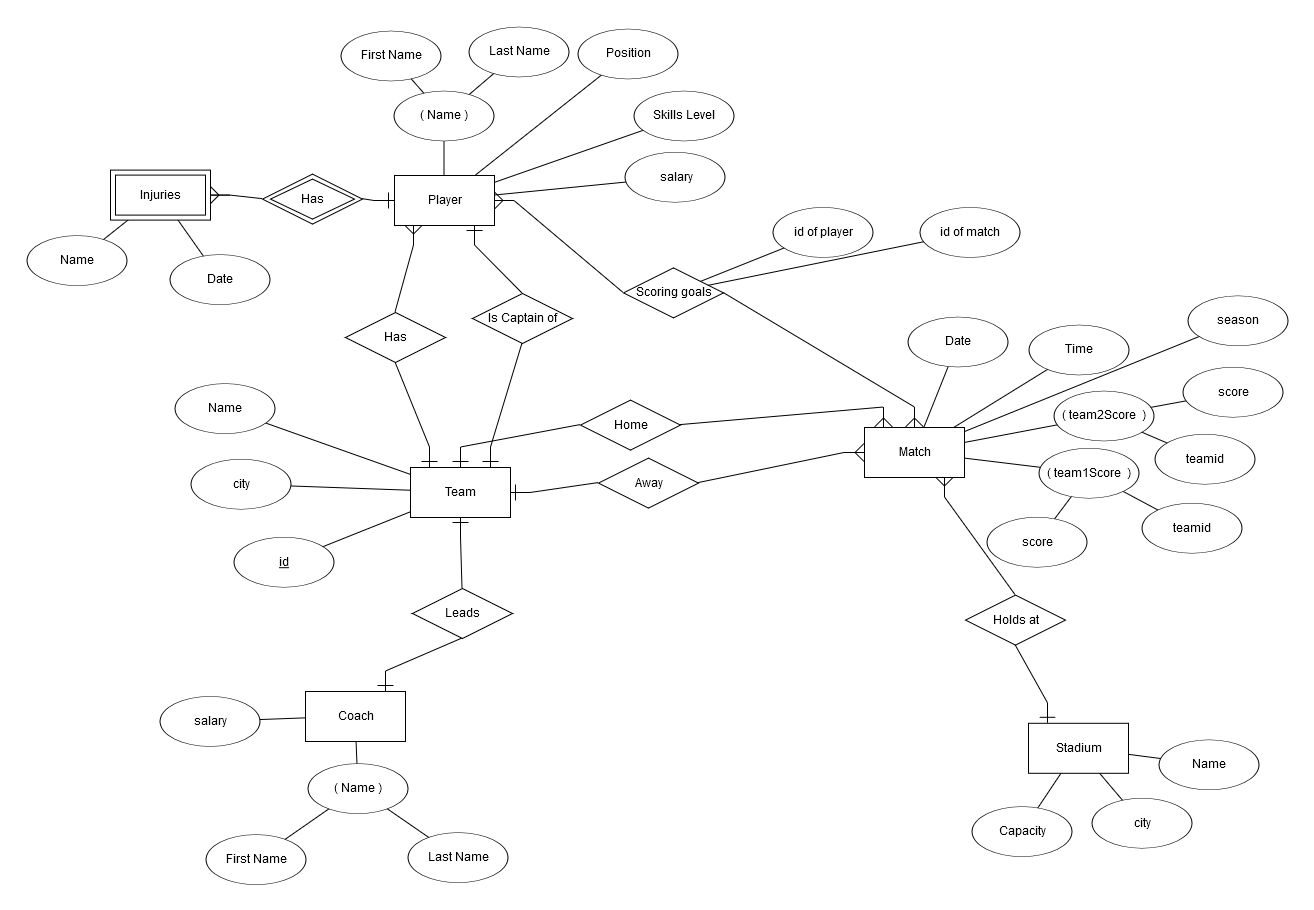 First Name
Last Name
Position
( Name )
Skills Level
salary
Injuries
Has
Player
Name
Date
id of player
id of match
Scoring goals
Has
Is Captain of
Date
Time
season
Name
Home
( team2Score )
score
city
Team
Away
Match
( team1Score )
teamid
id
score
teamid
Leads
Holds at
salary
Coach
Stadium
Name
( Name )
Capacity
city
First Name
Last Name